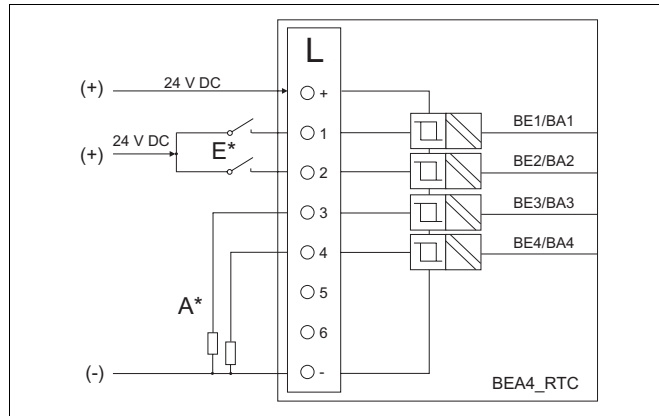 L
(+) 24 V DC
+
(+) 24 V DC
E*
1
BE1/BA1
2
BE2/BA2
3
BE3/BA3
4
BE4/BA4
5
A*
6
(-)
-
BEA4_RTC